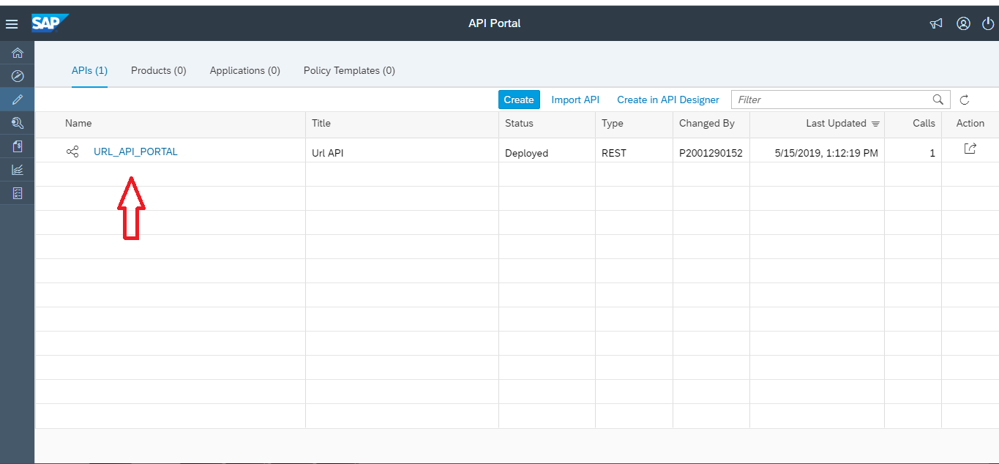 SAP API Portal
APIs (1) Products (0) Applications (0) Policy Templates (0)
Create Import API Create in API Designer Filter
Name Title Status Type Changed By Last Updated Calls Action
URL_API_PORTAL Url API Deployed REST P2001290152 5/15/2019, 1:12:19 PM 1